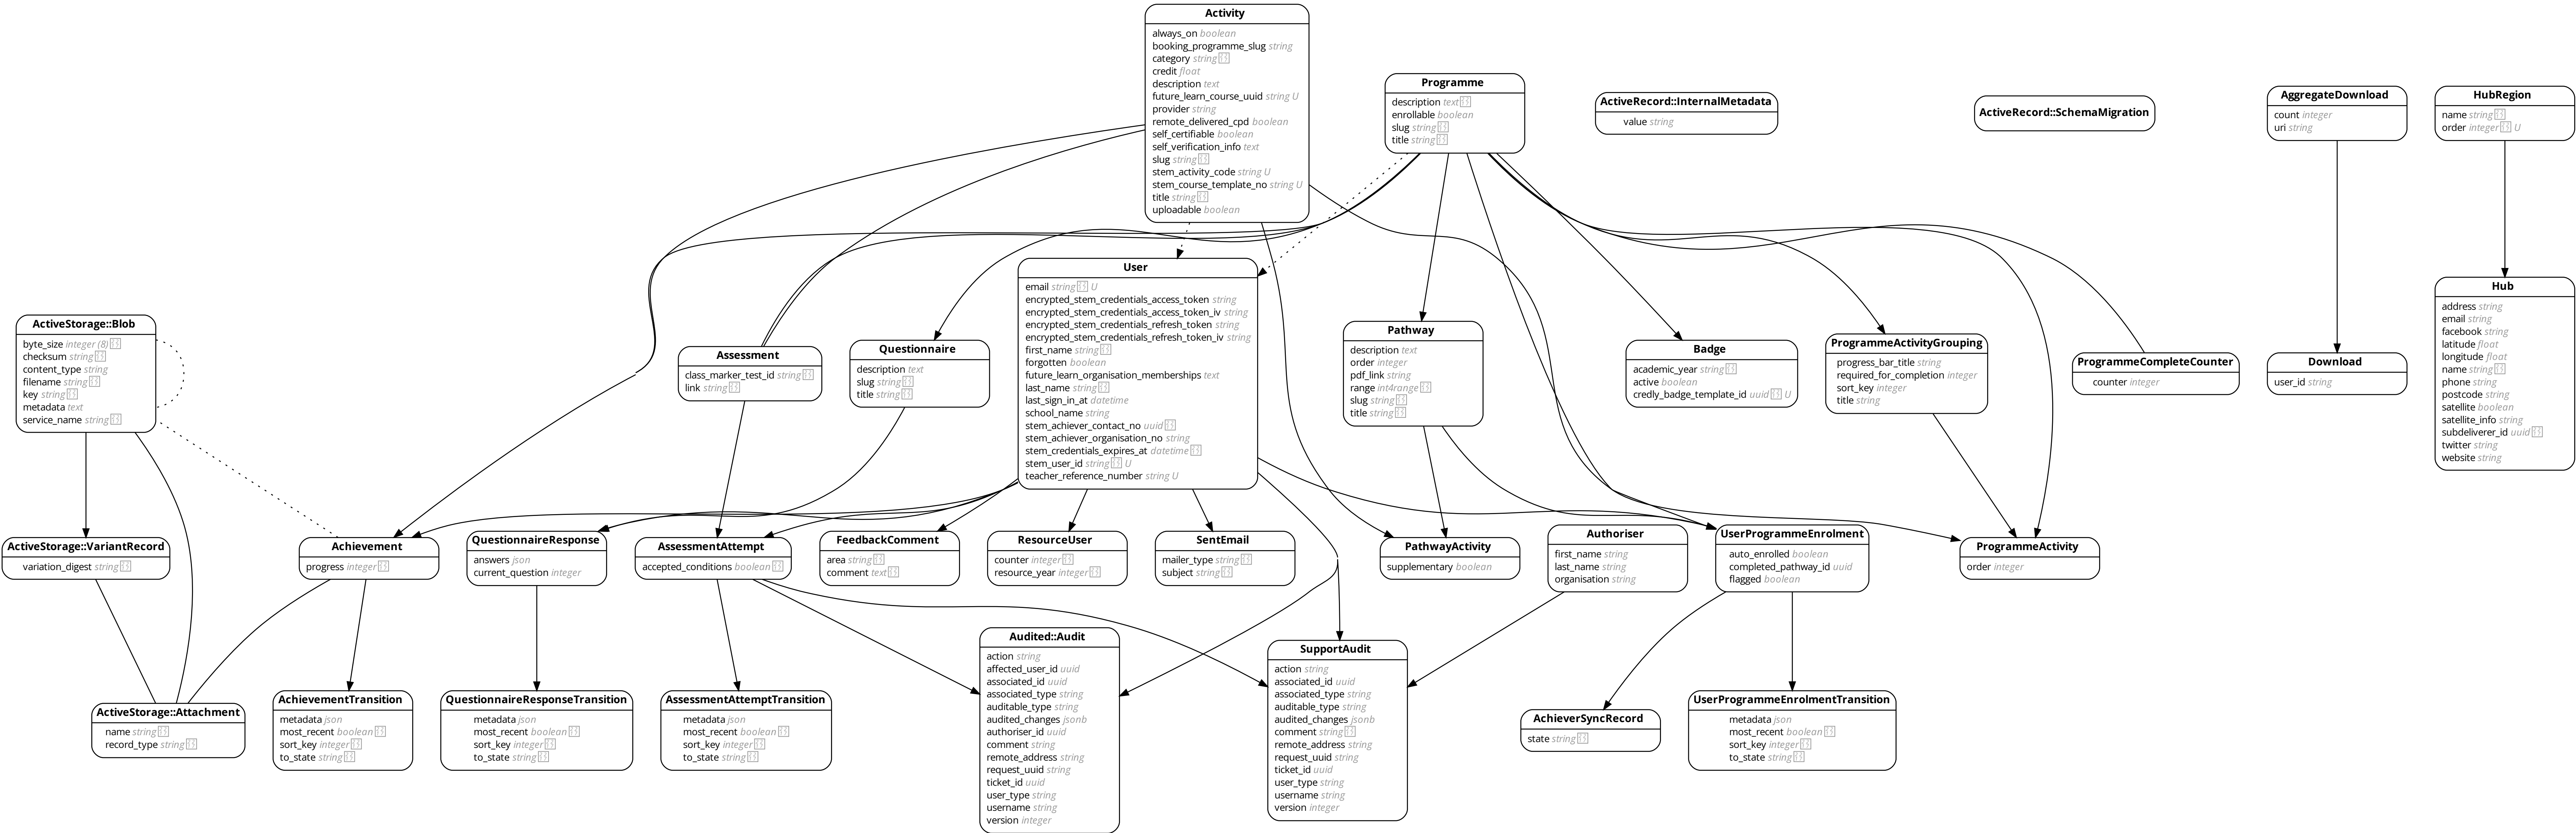 Activity
always_on boolean
booking_programme_slug string
category string
credit float
description text
future_learn_course_uuid string U
provider string
remote_delivered_cpd boolean
self_certifiable boolean
self_verification_info text
slug string
stem_activity_code string U
stem_course_template_no string U
title string
uploadable boolean
Programme
description text
enrollable boolean
slug string
title string
ActiveRecord::InternalMetadata
value string
ActiveRecord::SchemaMigration
AggregateDownload
count integer
uri string
HubRegion
name string
order integer U
User
email string U
encrypted_stem_credentials_access_token string
encrypted_stem_credentials_access_token_iv string
encrypted_stem_credentials_refresh_token string
encrypted_stem_credentials_refresh_token_iv string
first_name string
forgotten boolean
future_learn_organisation_memberships text
last_name string
last_sign_in_at datetime
school_name string
stem_achiever_contact_no uuid
stem_achiever_organisation_no string
stem_credentials_expires_at datetime
stem_user_id string U
teacher_reference_number string U
Hub
address string
email string
facebook string
latitude float
longitude float
name string
phone string
postcode string
satellite boolean
satellite_info string
subdeliverer_id uuid
twitter string
website string
ActiveStorage::Blob
byte_size integer (8)
checksum string
content_type string
filename string
key string
metadata text
service_name string
Assessment
class_marker_test_id string
link string
Questionnaire
description text
slug string
title string
Pathway
description text
order integer
pdf_link string
range int4range
slug string
title string
Badge
academic_year string
active boolean
credly_badge_template_id uuid U
ProgrammeActivityGrouping
progress_bar_title string
required_for_completion integer
sort_key integer
title string
ProgrammeCompleteCounter
counter integer
Download
user_id string
ActiveStorage::VariantRecord
variation_digest string
Achievement
progress integer
QuestionnaireResponse
answers json
current_question integer
AssessmentAttempt
accepted_conditions boolean
FeedbackComment
area string
comment text
ResourceUser
counter integer
resource_year integer
SentEmail
mailer_type string
subject string
PathwayActivity
supplementary boolean
Authoriser
first_name string
last_name string
organisation string
UserProgrammeEnrolment
auto_enrolled boolean
completed_pathway_id uuid
flagged boolean
ProgrammeActivity
order integer
ActiveStorage::Attachment
name string
record_type string
AchievementTransition
metadata json
most_recent boolean
sort_key integer
to_state string
QuestionnaireResponseTransition
metadata json
most_recent boolean
sort_key integer
to_state string
AssessmentAttemptTransition
metadata json
most_recent boolean
sort_key integer
to_state string
Audited::Audit
action string
affected_user_id uuid
associated_id uuid
associated_type string
auditable_type string
audited_changes jsonb
authoriser_id uuid
comment string
remote_address string
request_uuid string
ticket_id uuid
user_type string
username string
version integer
SupportAudit
action string
associated_id uuid
associated_type string
auditable_type string
audited_changes jsonb
comment string
remote_address string
request_uuid string
ticket_id uuid
user_type string
username string
version integer
AchieverSyncRecord
state string
UserProgrammeEnrolmentTransition
metadata json
most_recent boolean
sort_key integer
to_state string